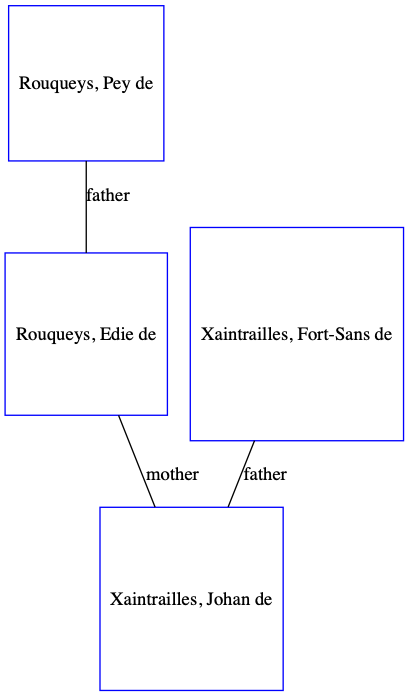 Rouqueys, Pey de
father
Rouqueys, Edie de
Xaintrailles, Fort-Sans de
mother
father
Xaintrailles, Johan de